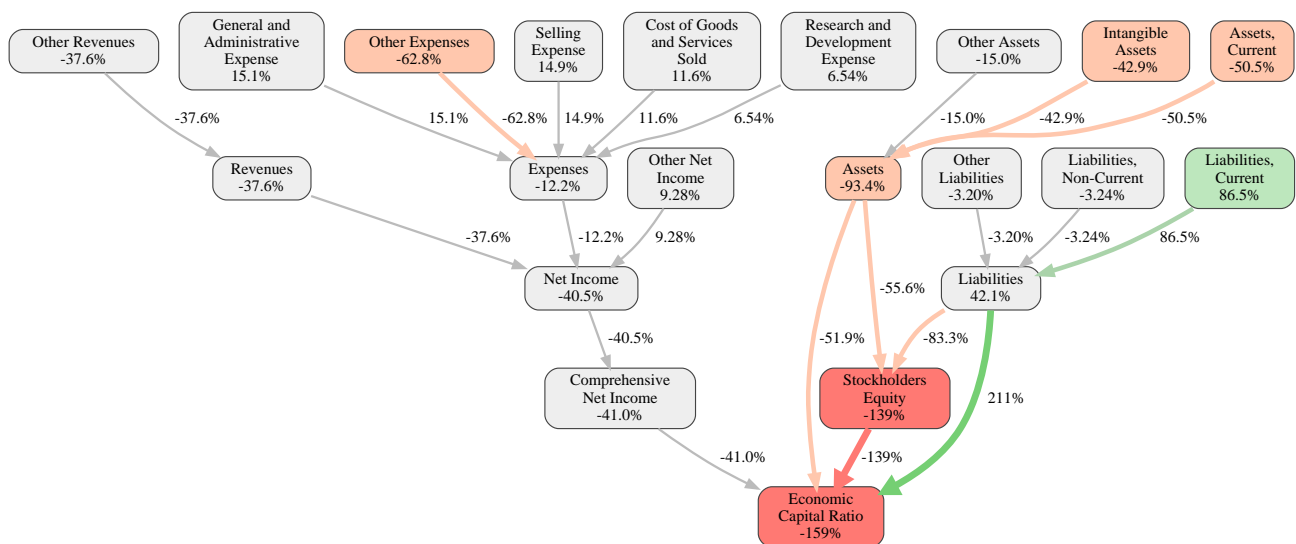 Other Revenues
-37.6%
General and
Administrative
Expense
15.1%
Other Expenses
-62.8%
Selling
Expense
14.9%
Cost of Goods
and Services
Sold
11.6%
Research and
Development
Expense
6.54%
Other Assets
-15.0%
Intangible
Assets
-42.9%
Assets,
Current
-50.5%
-37.6%
15.1%
-62.8%
14.9%
11.6%
6.54%
-15.0%
-42.9%
-50.5%
Revenues
-37.6%
Expenses
-12.2%
Other Net
Income
9.28%
Assets
-93.4%
Other
Liabilities
-3.20%
Liabilities,
Non-Current
-3.24%
Liabilities,
Current
86.5%
-37.6%
-12.2%
9.28%
-3.20%
-3.24%
86.5%
Net Income
-40.5%
-55.6%
Liabilities
42.1%
-40.5%
-51.9%
-83.3%
Comprehensive
Net Income
-41.0%
Stockholders
Equity
-139%
211%
-41.0%
-139%
Economic
Capital Ratio
-159%